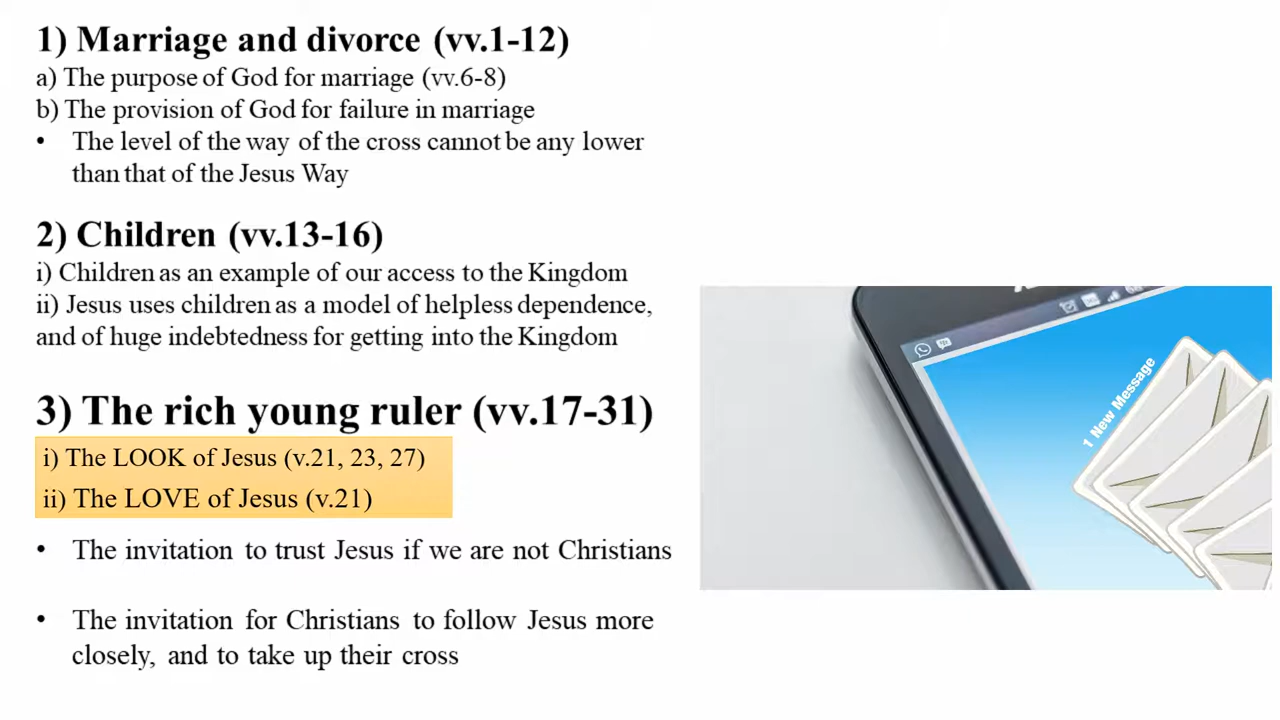 1) Marriage and divorce (vv.1-12)
a) The purpose of God for marriage (vv.6-8)
b) The provision of God for failure in marriage
• The level of the way of the cross cannot be any lower
than that of the Jesus Way
2) Children (vv.13-16)
i) Children as an example of our access to the Kingdom
ii) Jesus uses children as a model of helpless dependence,
and of huge indebtedness for getting into the Kingdom
3) The rich young ruler (vv.17-31)
i) The LOOK of Jesus (v.21, 23, 27)
ii) The LOVE of Jesus (v.21)
• The invitation to trust Jesus if we are not Christians
• The invitation for Christians to follow Jesus more
closely, and to take up their cross
1 New Message